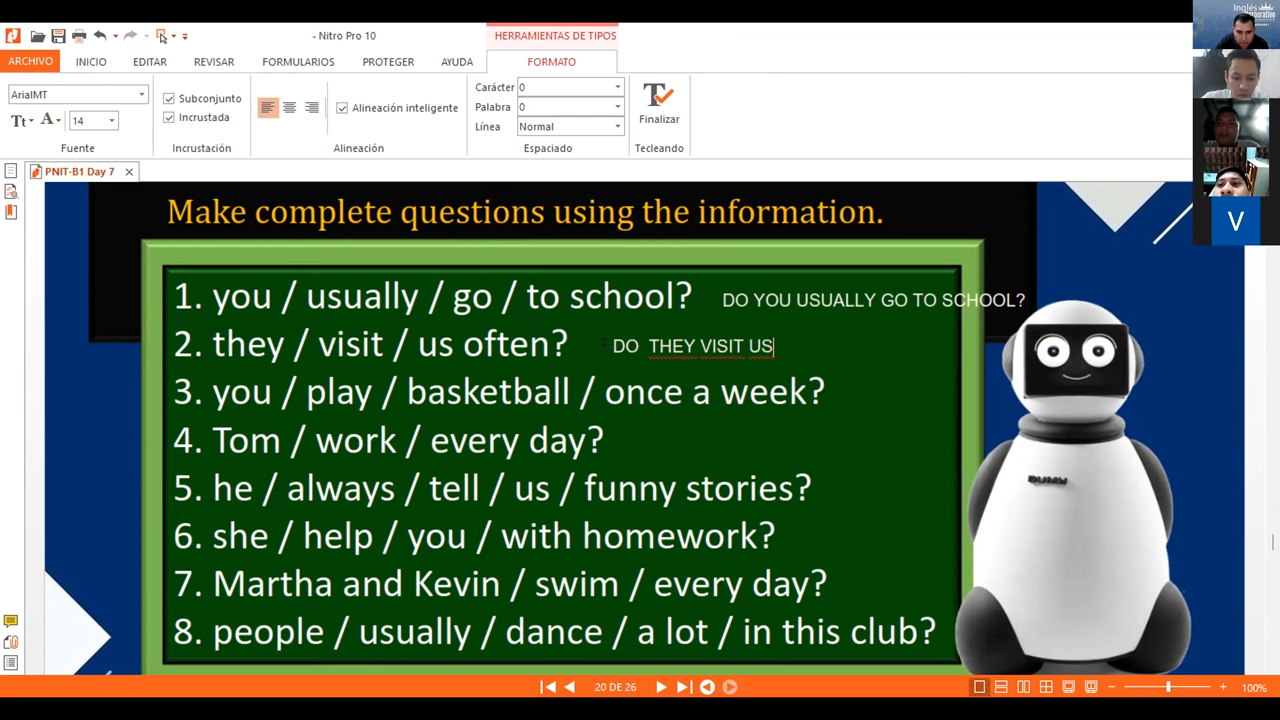 Inglés
Corporativo
- Nitro Pro 10
HERRAMIENTAS DE TIPOS
ARCHIVO
INICIO
EDITAR
REVISAR
FORMULARIOS
PROTEGER
AYUDA
FORMATO
ArialMT
Tt
A
14
Fuente
Subconjunto
Incrustada
Incrustación
Alineación inteligente
Alineación
Carácter 0
Palabra 0
Línea Normal
Espaciado
Finalizar
Tecleando
PNIT-B1 Day 7
V
Make complete questions using the information.
1. you / usually / go / to school? DO YOU USUALLY GO TO SCHOOL?
2. they / visit / us often? DO THEY VISIT US
3. you / play / basketball / once a week?
4. Tom / work / every day?
5. he / always / tell / us / funny stories?
6. she / help / you / with homework?
7. Martha and Kevin / swim / every day?
8. people / usually / dance / a lot / in this club?
DUMY
20 DE 26
100%